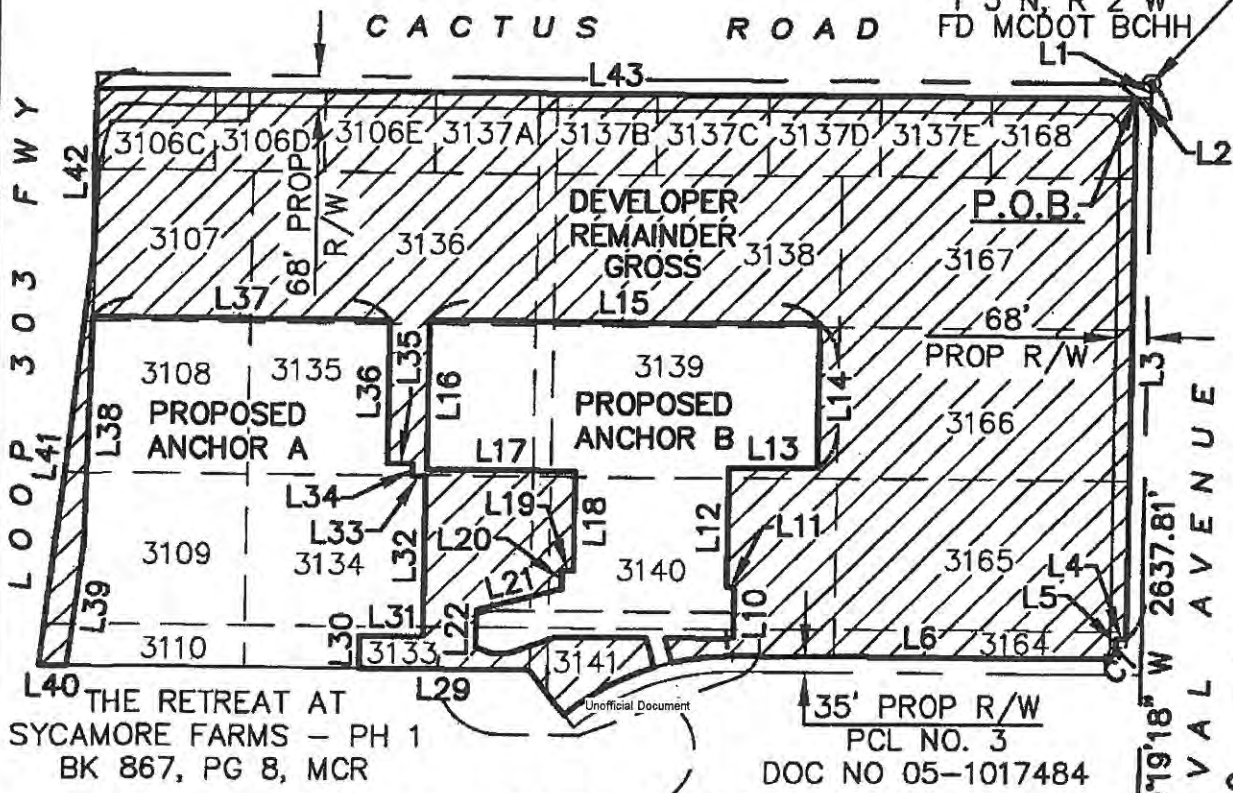 CACTUS ROAD
T 3 N, R 2 W
FD MCDOT BCHH
L1
L43
L2
LOOP 303 FWY
L42
3106C
3106D
3106E
3137A
3137B
3137C
3137D
3137E
3168
68' PROP
R/W
P.O.B.
DEVELOPER
REMAINDER
GROSS
3107
3136
3138
3167
L37
L15
68'
PROP R/W
L3
L35
L36
L16
L14
3108
3135
3139
PROPOSED
ANCHOR A
PROPOSED
ANCHOR B
3166
L38
L41
L17
L13
L34
L33
L19
L18
L12
L11
L20
L32
3109
3134
3140
3165
L4
L5
L21
L39
L30
L31
L22
L10
L6
3110
3133
3141
3164
L40
L29
THE RETREAT AT
SYCAMORE FARMS – PH 1
BK 867, PG 8, MCR
Unofficial Document
35' PROP R/W
PCL NO. 3
DOC NO 05–1017484
19'18" W 2637.81'
VAL AVENUE